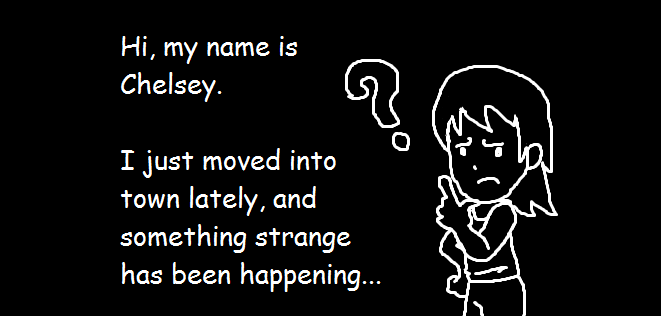 Hi, my name is
Chelsey.
I just moved into
town lately, and
something strange
has been happening...
?